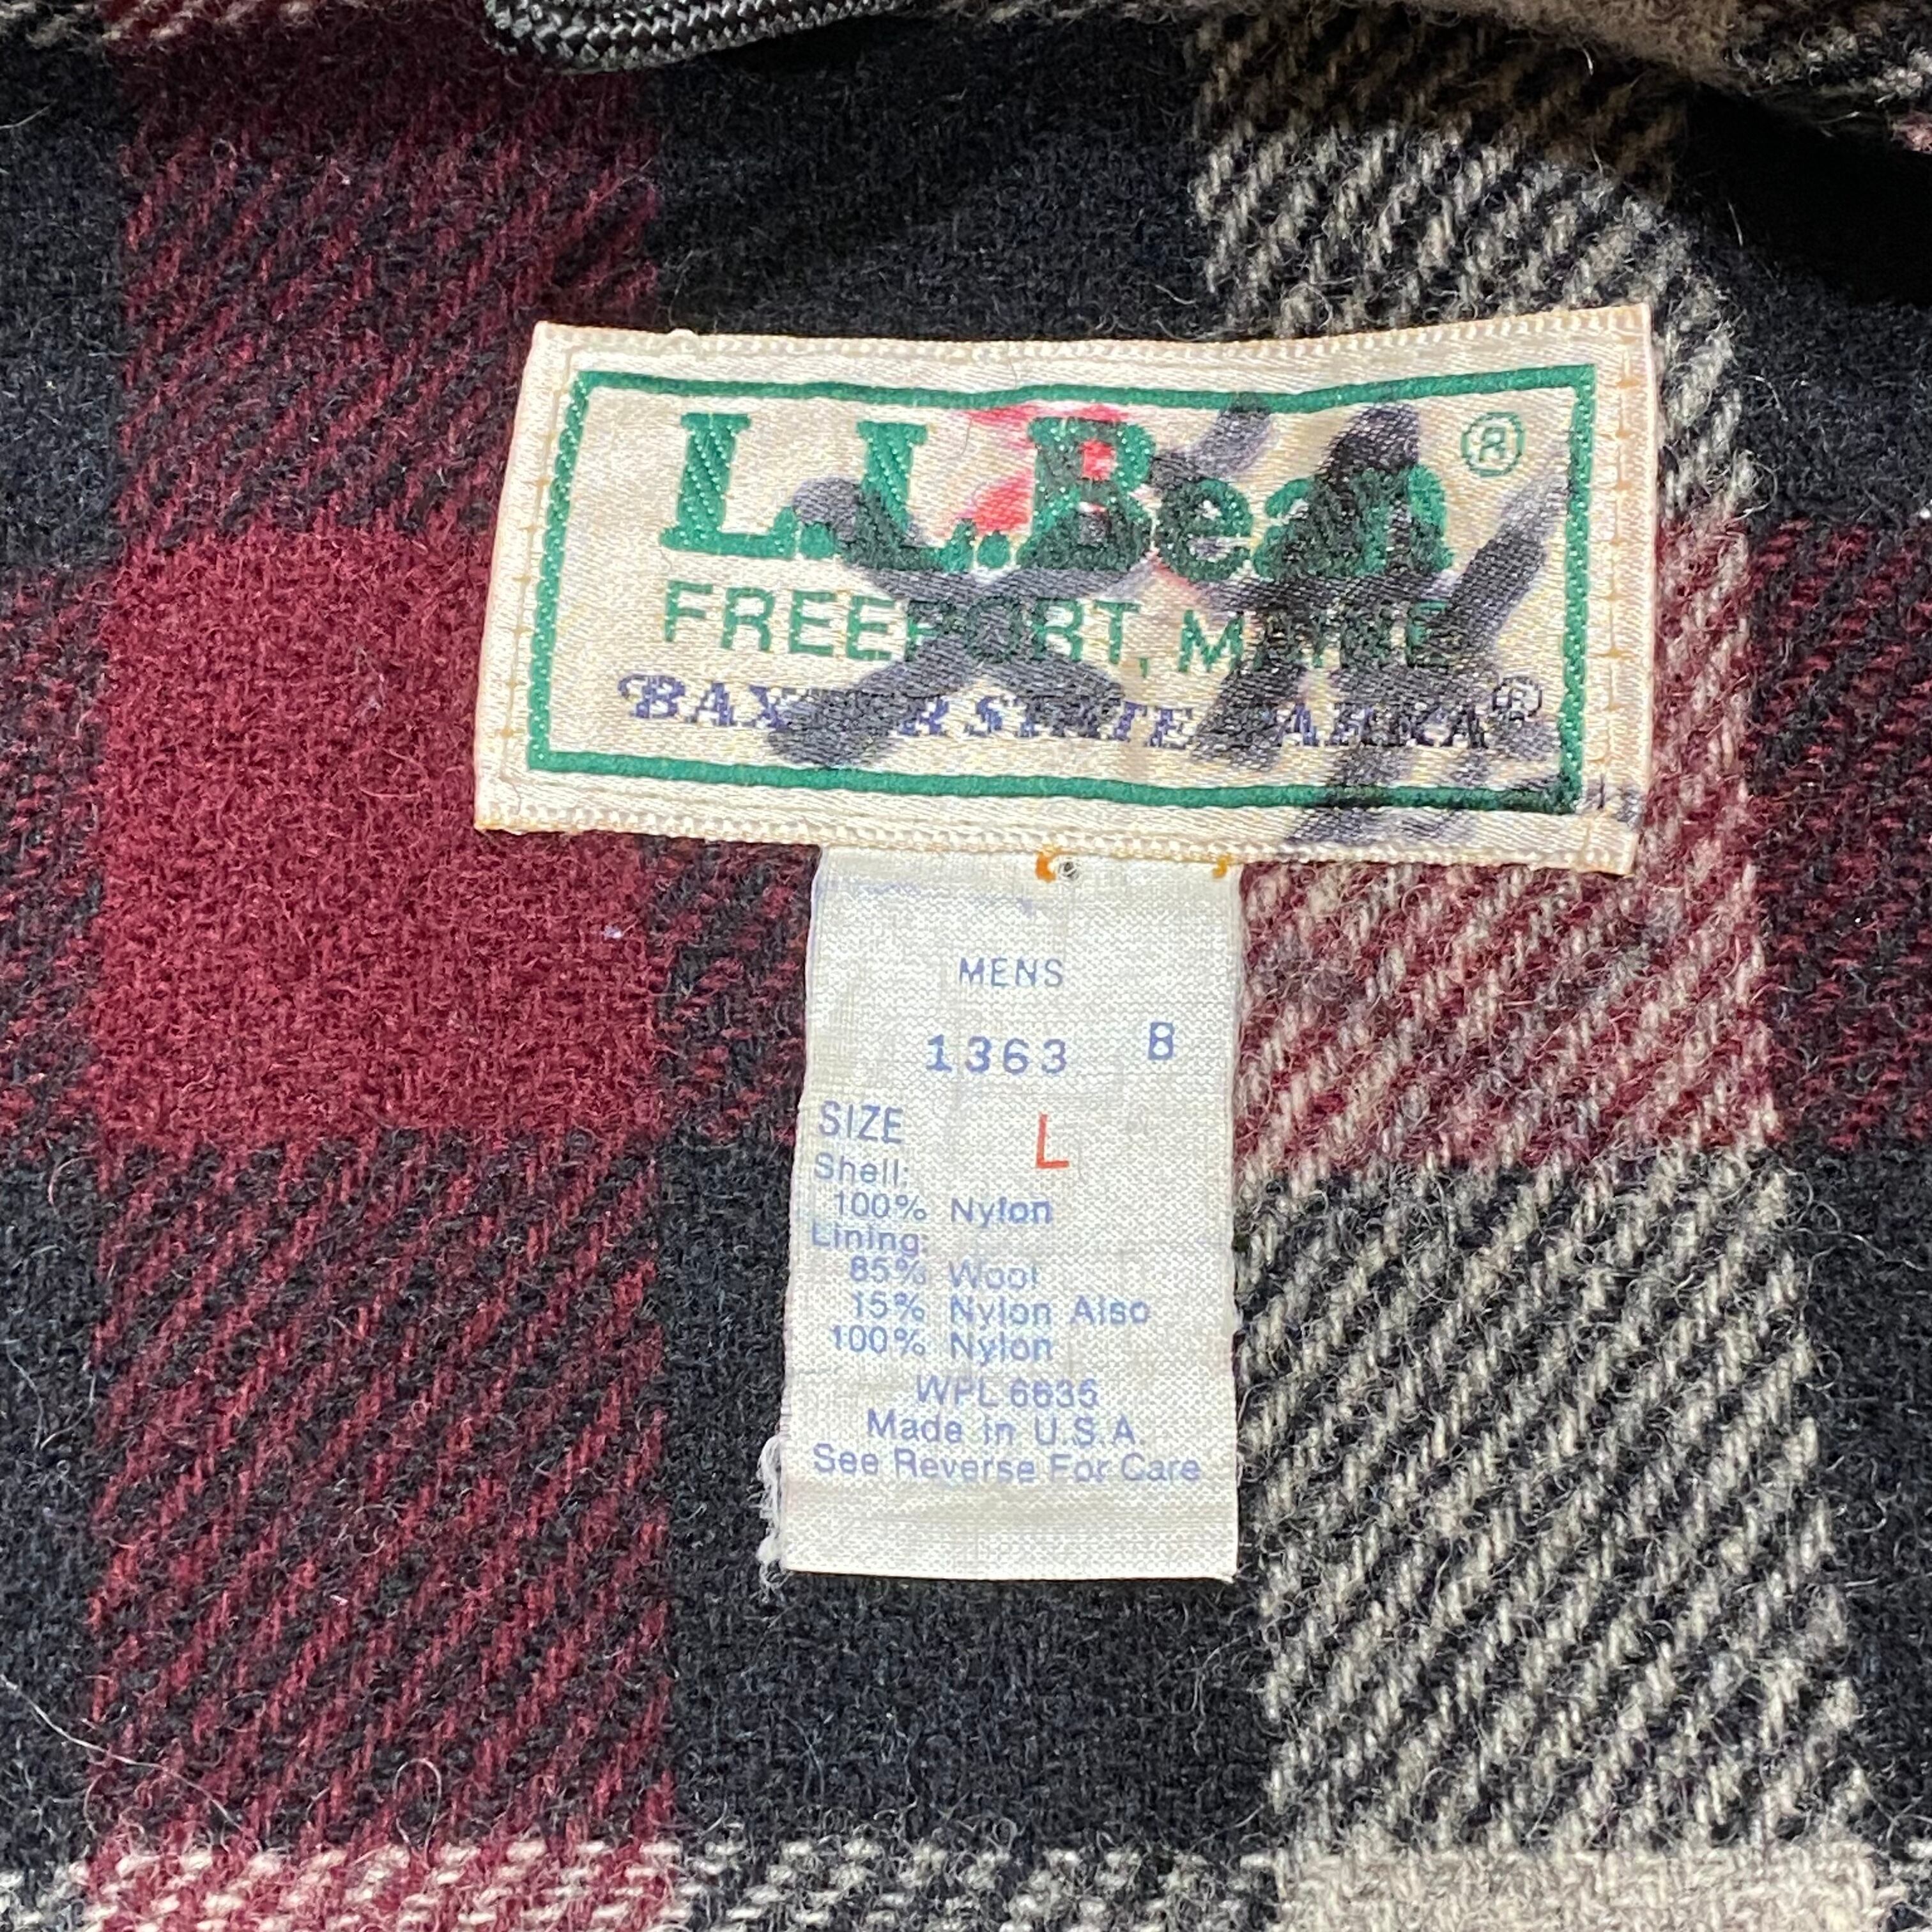 L.L.Bean ®
FREEPORT, MAINE
BAXTER STATE PARKA ®
MENS
1363 B
SIZE L
Shell:
100% Nylon
Lining:
85% Wool
15% Nylon Also
100% Nylon
WPL 6635
Made in U.S.A
See Reverse For Care